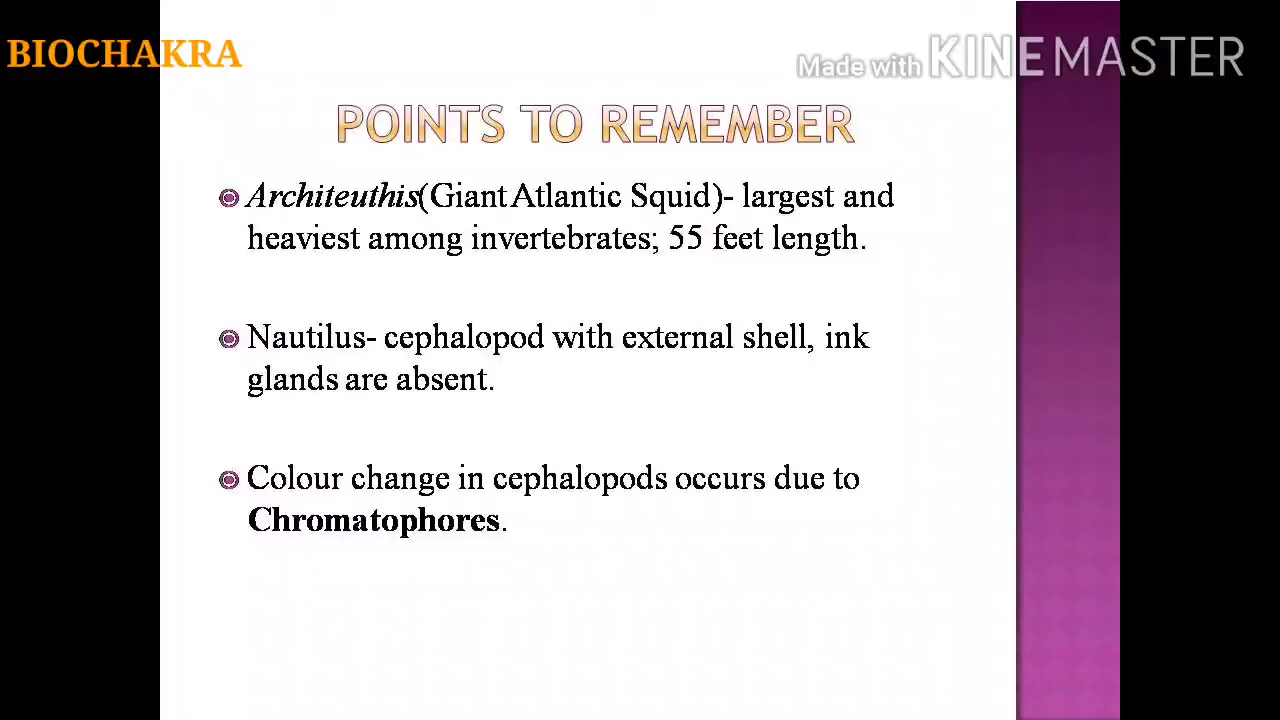 BIOCHAKRA
Made with KINEMASTER
POINTS TO REMEMBER
Architeuthis(Giant Atlantic Squid)- largest and
heaviest among invertebrates; 55 feet length.
Nautilus- cephalopod with external shell, ink
glands are absent.
Colour change in cephalopods occurs due to
Chromatophores.